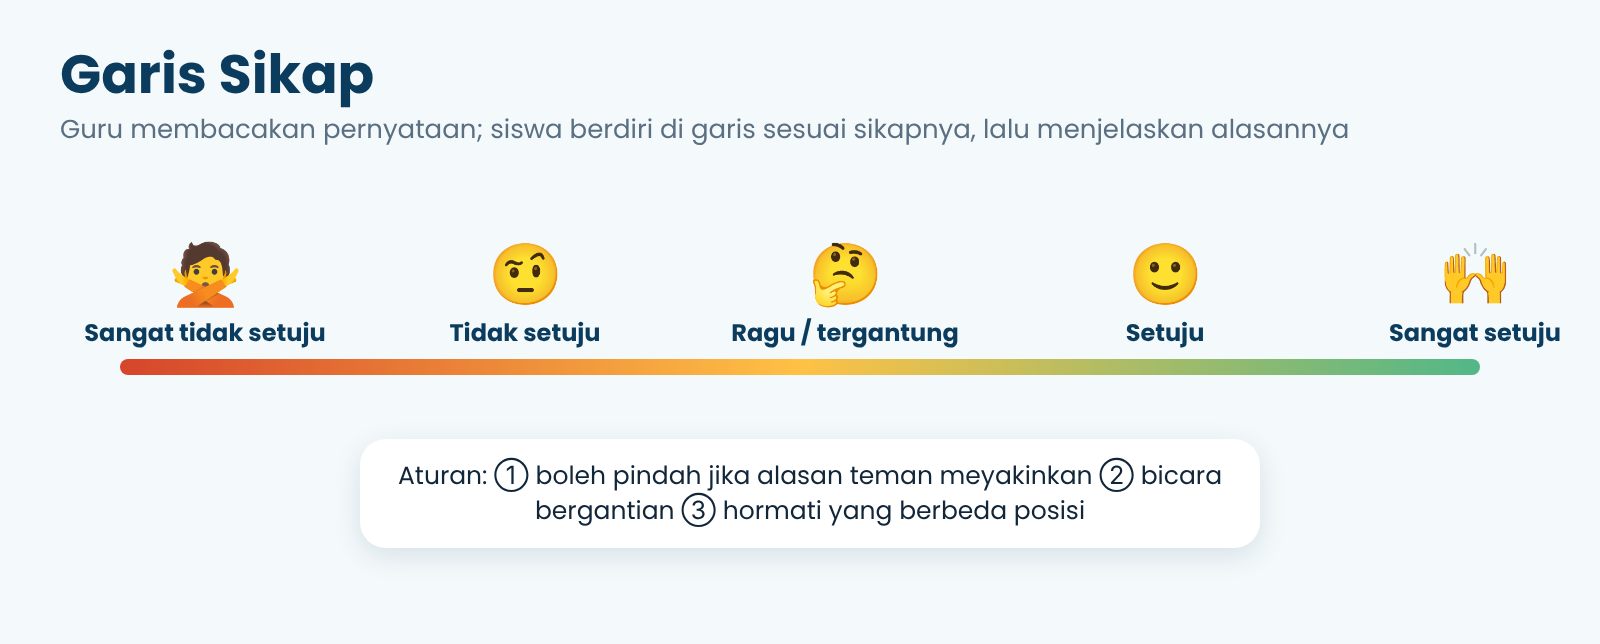 Garis Sikap
Guru membacakan pernyataan; siswa berdiri di garis sesuai sikapnya, lalu menjelaskan alasannya
Sangat tidak setuju
Tidak setuju
Ragu / tergantung
Setuju
Sangat setuju
Aturan: ① boleh pindah jika alasan teman meyakinkan ② bicara
bergantian ③ hormati yang berbeda posisi